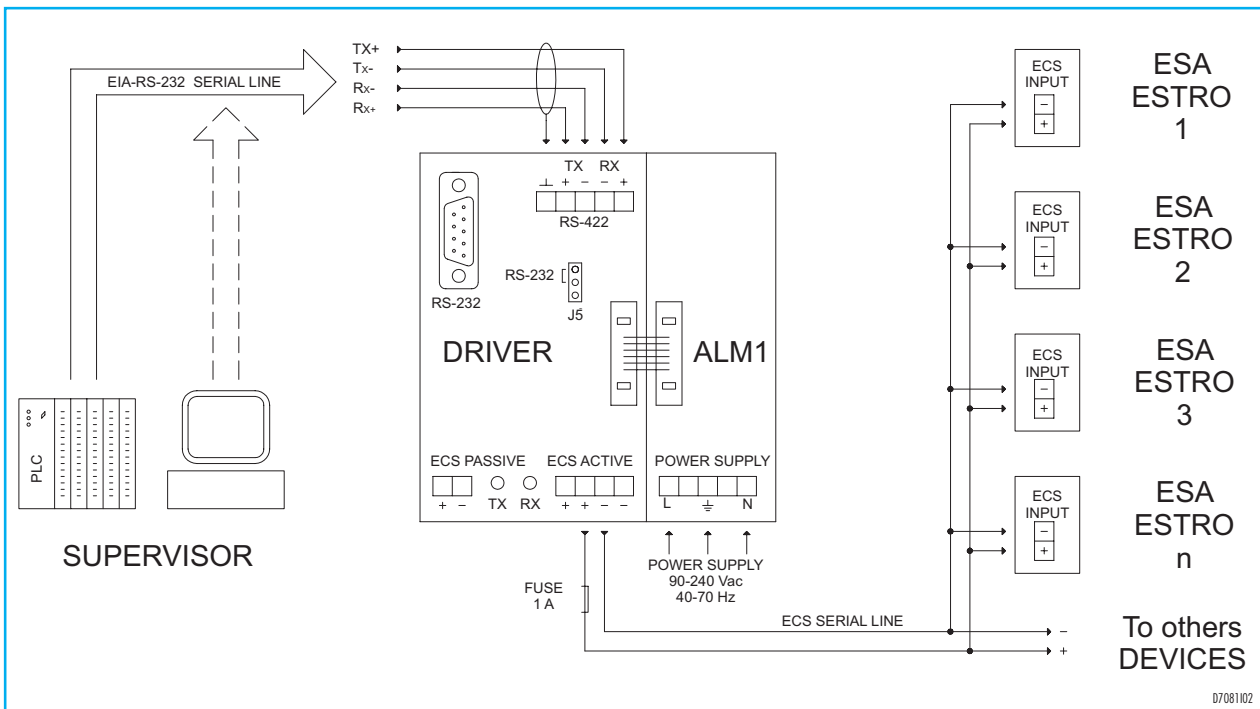 TX+
Tx-
Rx-
Rx+
EIA-RS-232 SERIAL LINE
TX RX
⊥ + − − +
RS-422
RS-232
RS-232
J5
DRIVER
ALM1
ECS PASSIVE
ECS ACTIVE
POWER SUPPLY
+ −
TX RX
+ + − −
L ⏚ N
POWER SUPPLY
90-240 Vac
40-70 Hz
FUSE
1 A
ECS SERIAL LINE
PLC
SUPERVISOR
ECS
INPUT
−
+
ESA
ESTRO
1
ECS
INPUT
−
+
ESA
ESTRO
2
ECS
INPUT
−
+
ESA
ESTRO
3
ECS
INPUT
−
+
ESA
ESTRO
n
−
+
To others
DEVICES
D7081I02